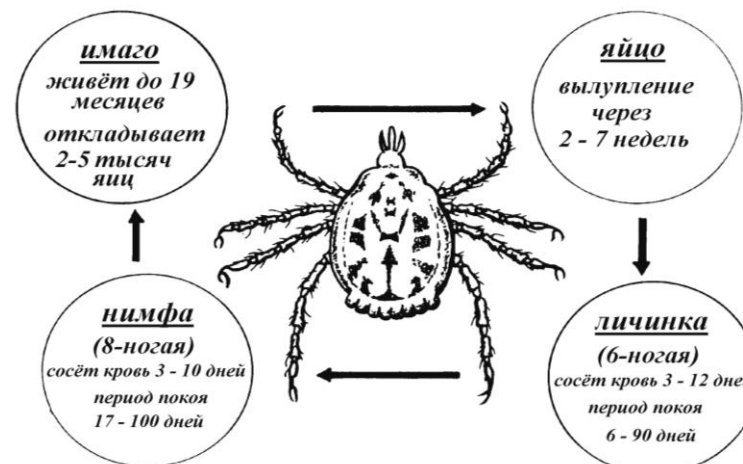 имаго
живёт до 19
месяцев
откладывает
2-5 тысяч
яиц
яйцо
вылупление
через
2 - 7 недель
нимфа
(8-ногая)
сосёт кровь 3 - 10 дней
период покоя
17 - 100 дней
личинка
(6-ногая)
сосёт кровь 3 - 12 дне
период покоя
6 - 90 дней